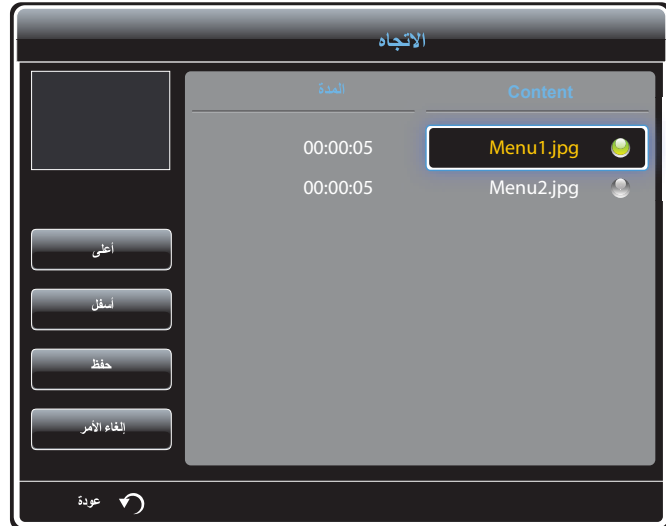 الاتجاه
Content المدة
Menu1.jpg 00:00:05
Menu2.jpg 00:00:05
أعلى
أسفل
حفظ
إلغاء الأمر
عودة